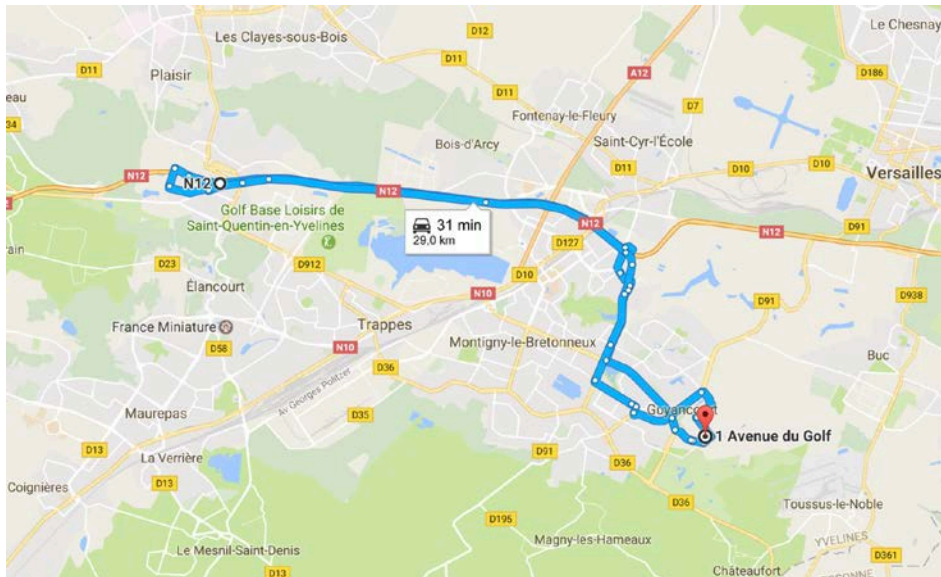 Le Chesnay
Les Clayes-sous-Bois
D12
D11
D11
D186
Plaisir
A12
D11
D7
eau
Fontenay-le-Fleury
D34
Saint-Cyr-l'École
Bois-d'Arcy
D11
D10
D10
Versailles
N12
N12
N12
N12
Golf Base Loisirs de
Saint-Quentin-en-Yvelines
31 min
29,0 km
N12
D91
N12
D127
rain
D23
D912
D10
Élancourt
N10
D91
D938
France Miniature
Trappes
D58
N10
Montigny-le-Bretonneux
Buc
D36
Av Georges Politzer
Maurepas
D35
Guyancourt
1 Avenue du Golf
D13
La Verrière
D91
D36
Coignières
D13
D36
Toussus-le-Noble
D195
Magny-les-Hameaux
YVELINES
Le Mesnil-Saint-Denis
D361
Châteaufort